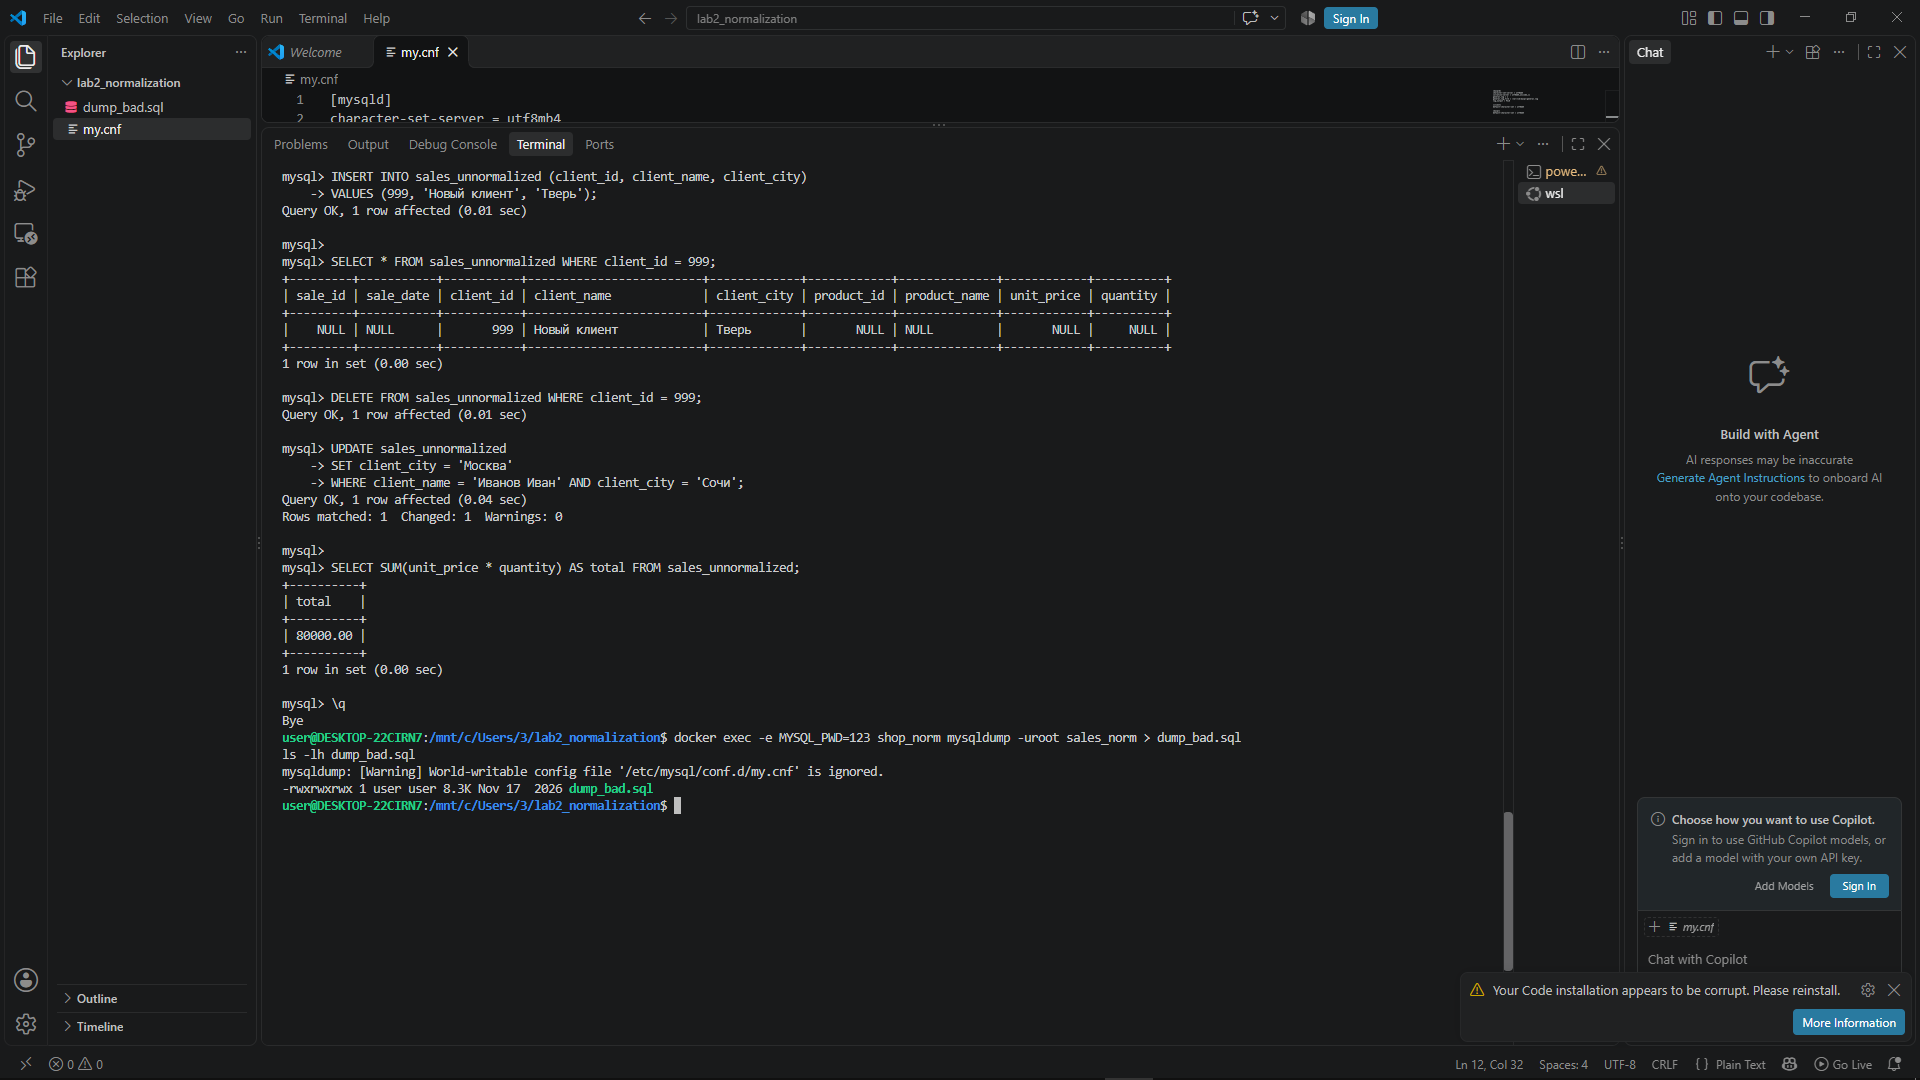 File Edit Selection View Go Run Terminal Help
lab2_normalization
Sign In
Explorer
lab2_normalization
dump_bad.sql
my.cnf
Outline
Timeline
Welcome
my.cnf
my.cnf
1 [mysqld]
2 character-set-server = utf8mb4
Problems Output Debug Console Terminal Ports
powe...
wsl
mysql> INSERT INTO sales_unnormalized (client_id, client_name, client_city)
    -> VALUES (999, 'Новый клиент', 'Тверь');
Query OK, 1 row affected (0.01 sec)
mysql>
mysql> SELECT * FROM sales_unnormalized WHERE client_id = 999;
+---------+-----------+-----------+-------------------------+-------------+------------+--------------+------------+----------+
| sale_id | sale_date | client_id | client_name             | client_city | product_id | product_name | unit_price | quantity |
+---------+-----------+-----------+-------------------------+-------------+------------+--------------+------------+----------+
|    NULL | NULL      |       999 | Новый клиент            | Тверь       |       NULL | NULL         |       NULL |     NULL |
+---------+-----------+-----------+-------------------------+-------------+------------+--------------+------------+----------+
1 row in set (0.00 sec)
mysql> DELETE FROM sales_unnormalized WHERE client_id = 999;
Query OK, 1 row affected (0.01 sec)
mysql> UPDATE sales_unnormalized
    -> SET client_city = 'Москва'
    -> WHERE client_name = 'Иванов Иван' AND client_city = 'Сочи';
Query OK, 1 row affected (0.04 sec)
Rows matched: 1  Changed: 1  Warnings: 0
mysql>
mysql> SELECT SUM(unit_price * quantity) AS total FROM sales_unnormalized;
+----------+
| total    |
+----------+
| 80000.00 |
+----------+
1 row in set (0.00 sec)
mysql> \q
Bye
user@DESKTOP-22CIRN7:/mnt/c/Users/3/lab2_normalization$ docker exec -e MYSQL_PWD=123 shop_norm mysqldump -uroot sales_norm > dump_bad.sql
ls -lh dump_bad.sql
mysqldump: [Warning] World-writable config file '/etc/mysql/conf.d/my.cnf' is ignored.
-rwxrwxrwx 1 user user 8.3K Nov 17  2026 dump_bad.sql
user@DESKTOP-22CIRN7:/mnt/c/Users/3/lab2_normalization$
Chat
Build with Agent
AI responses may be inaccurate
Generate Agent Instructions to onboard AI
onto your codebase.
Choose how you want to use Copilot.
Sign in to use GitHub Copilot models, or
add a model with your own API key.
Add Models Sign In
my.cnf
Chat with Copilot
Your Code installation appears to be corrupt. Please reinstall.
More Information
0 0
Ln 12, Col 32 Spaces: 4 UTF-8 CRLF {} Plain Text Go Live